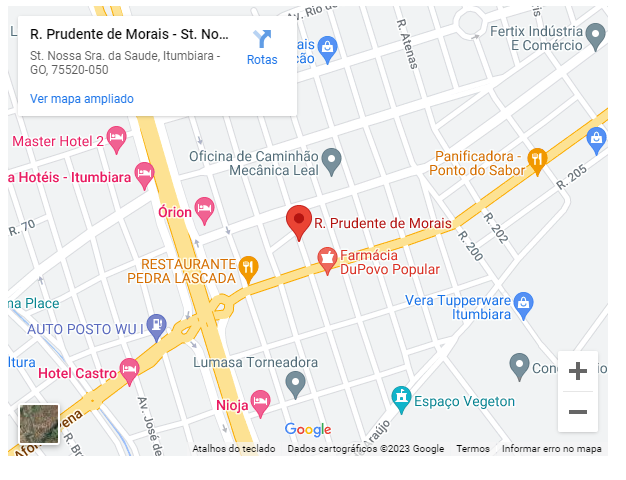 R. Prudente de Morais - St. No...
St. Nossa Sra. da Saude, Itumbiara -
GO, 75520-050
Rotas
Ver mapa ampliado
Av. Rio de
R. Atenas
Fertix Indústria
E Comércio
ais
ção
Master Hotel 2
Oficina de Caminhão
Mecânica Leal
Panificadora -
Ponto do Sabor
R. 205
a Hotéis - Itumbiara
Órion
R. 70
R. Prudente de Morais
R. 202
R. 200
RESTAURANTE
PEDRA LASCADA
Farmácia
DuPovo Popular
na Place
Vera Tupperware
Itumbiara
AUTO POSTO WU I
ltura
Lumasa Torneadora
Hotel Castro
Nioja
Espaço Vegeton
Afon
ena
R. Br
Av. José de
raújo
Google
Atalhos do teclado
Dados cartográficos ©2023 Google
Termos
Informar erro no mapa